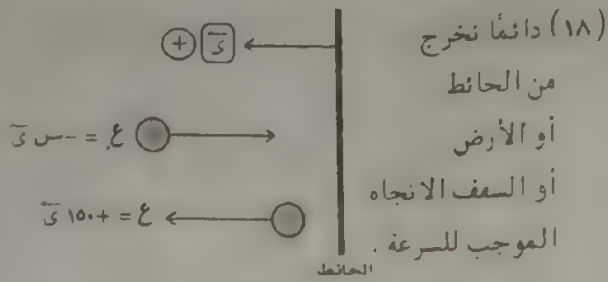 (١٨) دائمًا نخرج
من الحائط
أو الأرض
أو السقف الاتجاه
الموجب للسرعة .
+ ى
ع. = -س ى
ع = +١٥٠ ى
الحائط